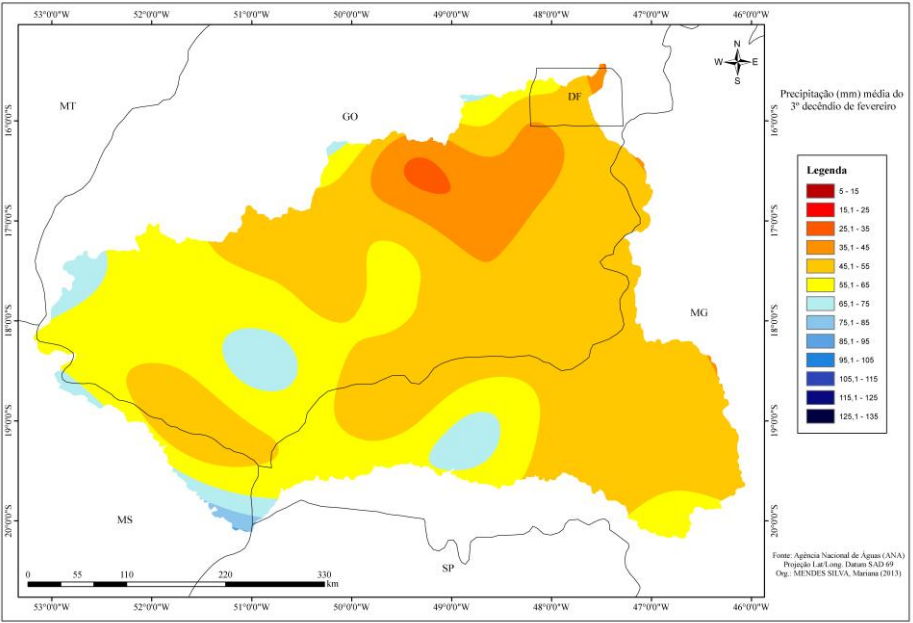 53°0'0"W 52°0'0"W 51°0'0"W 50°0'0"W 49°0'0"W 48°0'0"W 47°0'0"W 46°0'0"W
N
W E
S
DF
MT
GO
Precipitação (mm) média do
3º decêndio de fevereiro
16°0'0"S 16°0'0"S
Legenda
5 - 15
15,1 - 25
25,1 - 35
35,1 - 45
45,1 - 55
55,1 - 65
65,1 - 75
75,1 - 85
85,1 - 95
95,1 - 105
105,1 - 115
115,1 - 125
125,1 - 135
17°0'0"S 17°0'0"S
18°0'0"S 18°0'0"S
MG
19°0'0"S 19°0'0"S
20°0'0"S 20°0'0"S
MS
SP
0 55 110 220 330
km
Fonte: Agência Nacional de Águas (ANA)
Projeção Lat/Long. Datum SAD 69
Org.: MENDES SILVA, Mariana (2013)
53°0'0"W 52°0'0"W 51°0'0"W 50°0'0"W 49°0'0"W 48°0'0"W 47°0'0"W 46°0'0"W